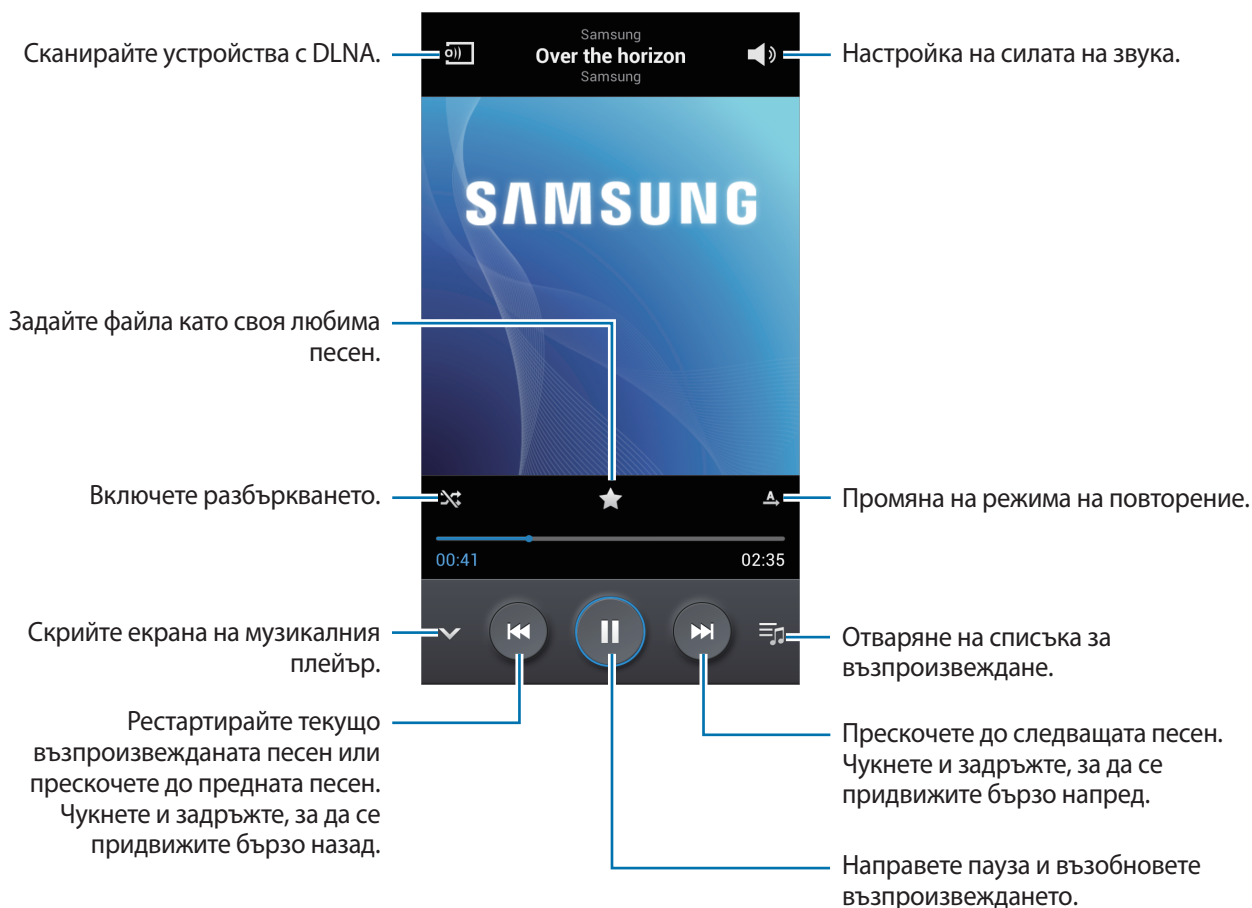 Samsung
Сканирайте устройства с DLNA.
Over the horizon
Настройка на силата на звука.
Samsung
SAMSUNG
Задайте файла като своя любима
песен.
Включете разбъркването.
A
Промяна на режима на повторение.
00:41
02:35
Скрийте екрана на музикалния
плейър.
Отваряне на списъка за
възпроизвеждане.
Рестартирайте текущо
възпроизвежданата песен или
прескочете до предната песен.
Чукнете и задръжте, за да се
придвижите бързо назад.
Прескочете до следващата песен.
Чукнете и задръжте, за да се
придвижите бързо напред.
Направете пауза и възобновете
възпроизвеждането.